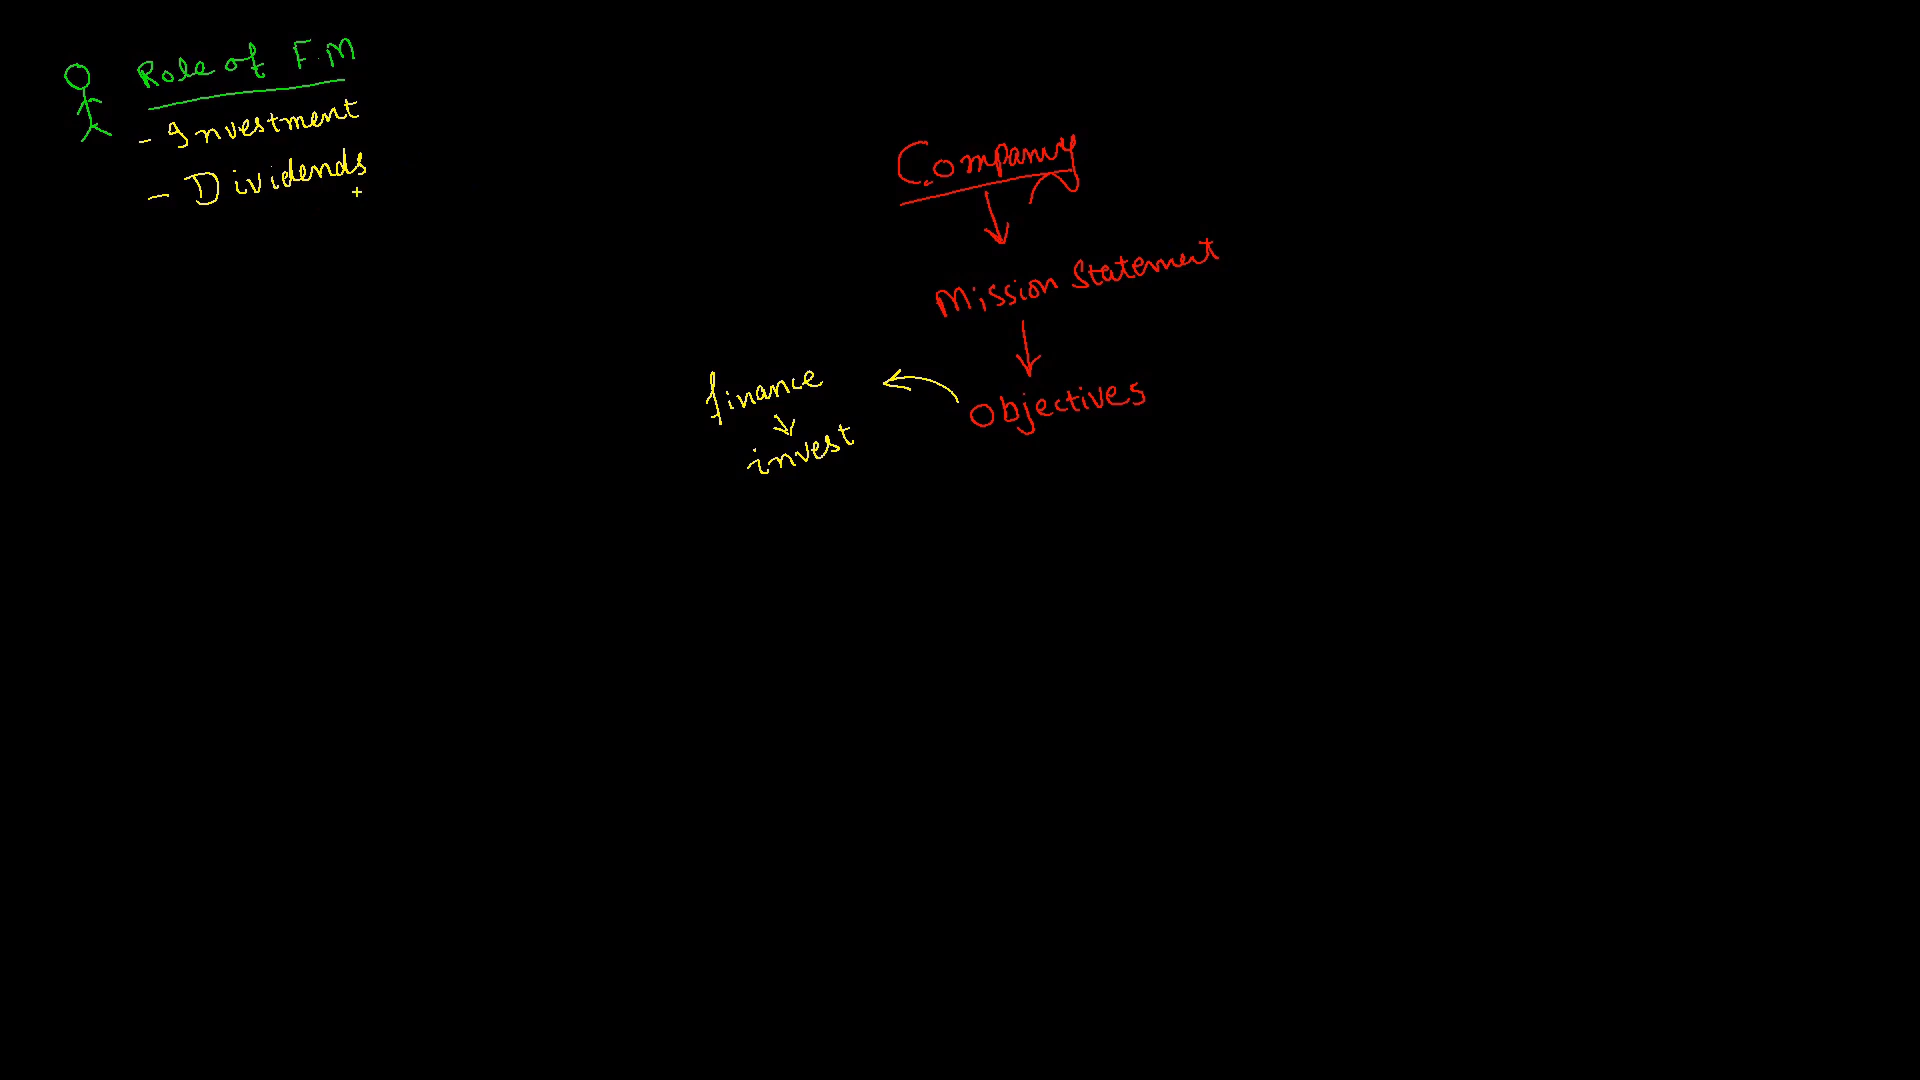 Role of F.M
- Investment
- Dividends
Company
Mission Statement
Objectives
finance
invest